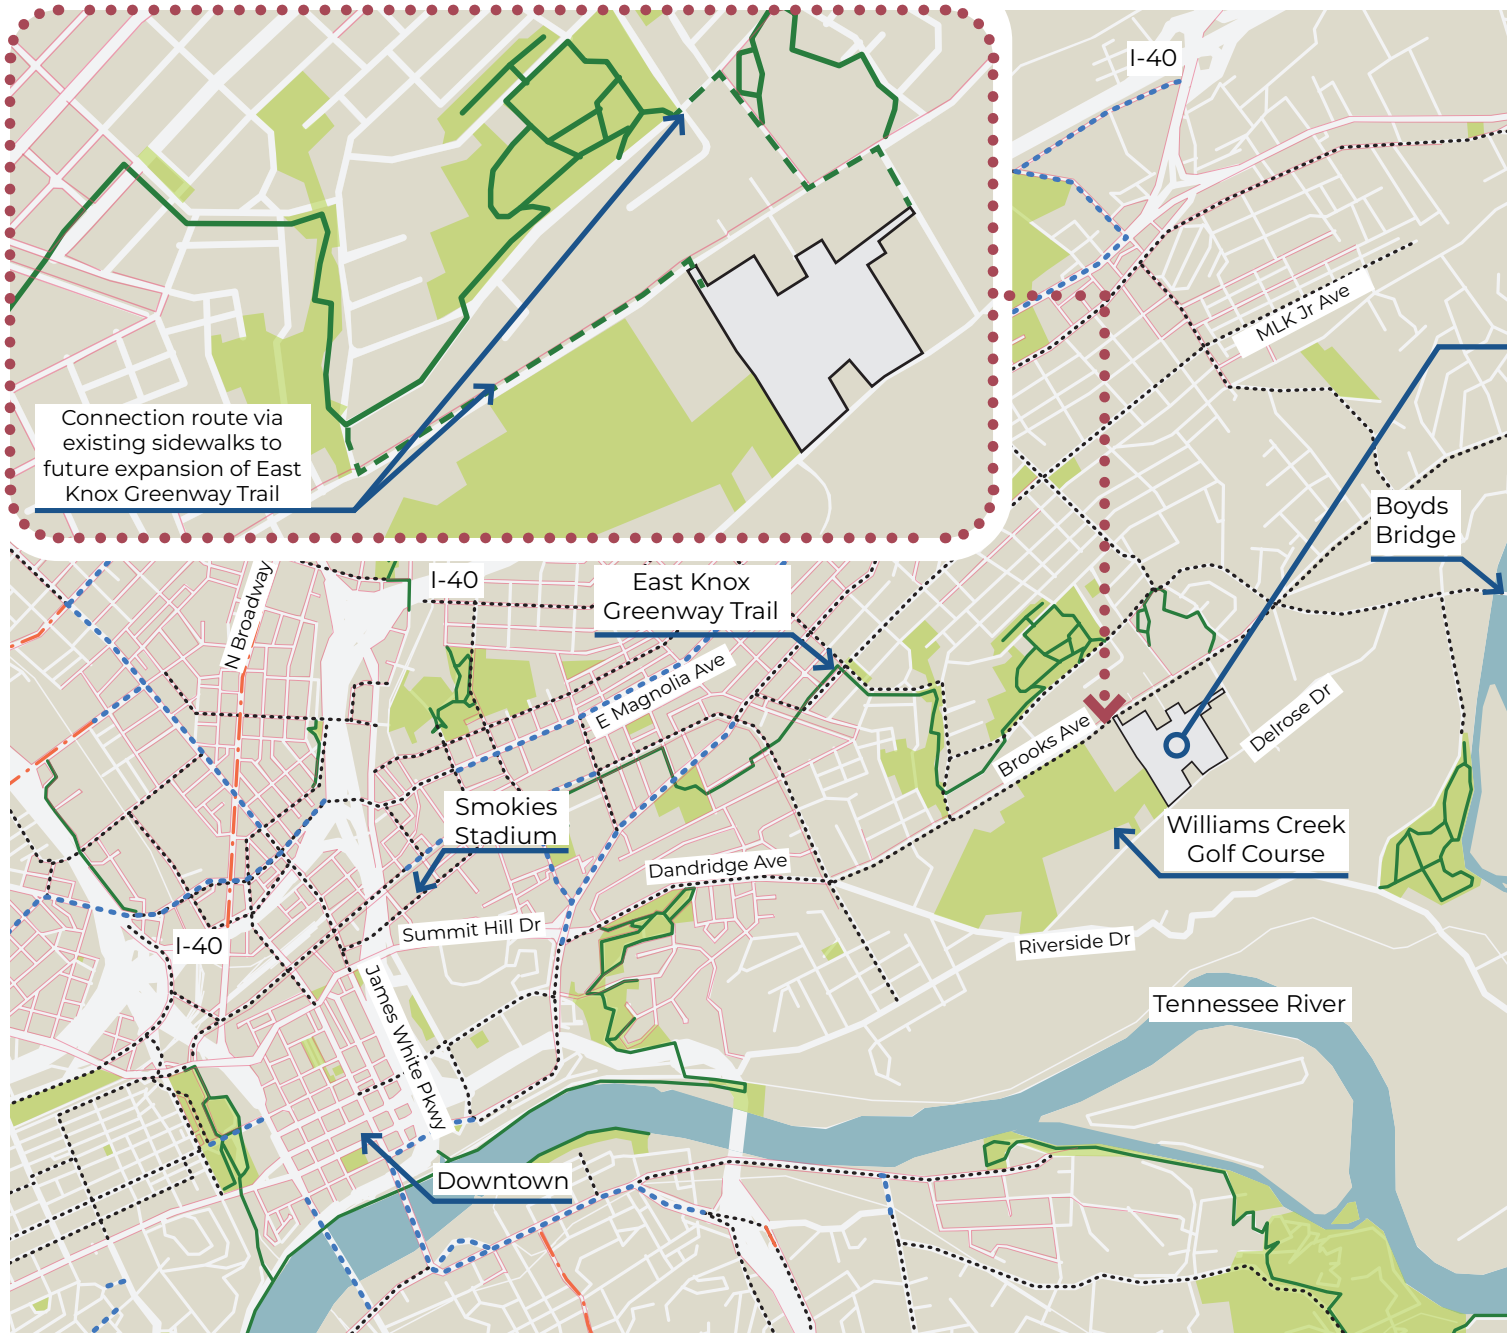 I-40
MLK Jr Ave
Connection route via
existing sidewalks to
future expansion of East
Knox Greenway Trail
Boyds
Bridge
I-40
East Knox
Greenway Trail
N Broadway
E Magnolia Ave
Brooks Ave
Delrose Dr
Smokies
Stadium
Williams Creek
Golf Course
Dandridge Ave
Summit Hill Dr
I-40
Riverside Dr
James White Pkwy
Tennessee River
Downtown